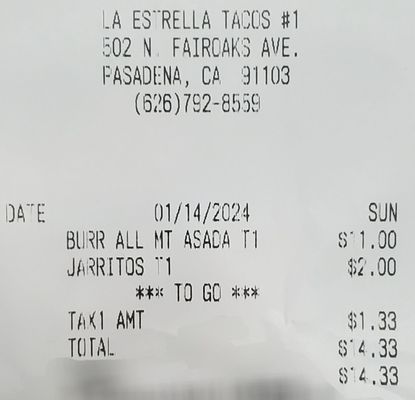 LA ESTRELLA TACOS #1
502 N. FAIROAKS AVE.
PASADENA, CA 91103
(626)792-8559
DATE 01/14/2024 SUN
BURR ALL MT ASADA T1 $11.00
JARRITOS T1 $2.00
*** TO GO ***
TAX1 AMT $1.33
TOTAL $14.33
$14.33